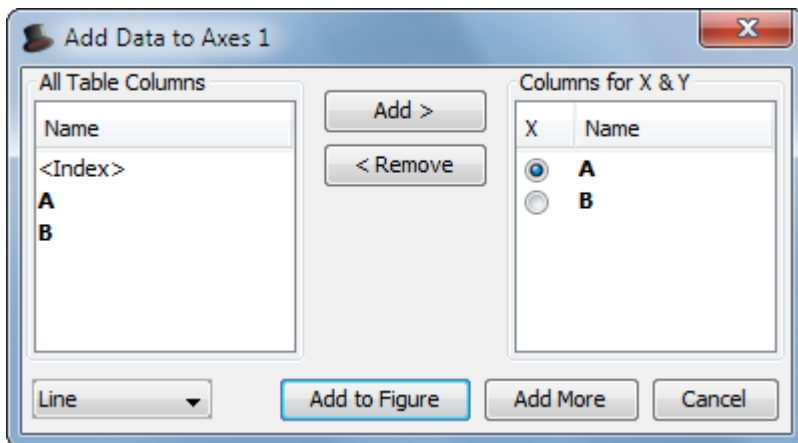 Add Data to Axes 1
All Table Columns
Name
<Index>
A
B
Add >
< Remove
Columns for X & Y
X Name
A
B
Line
Add to Figure
Add More
Cancel